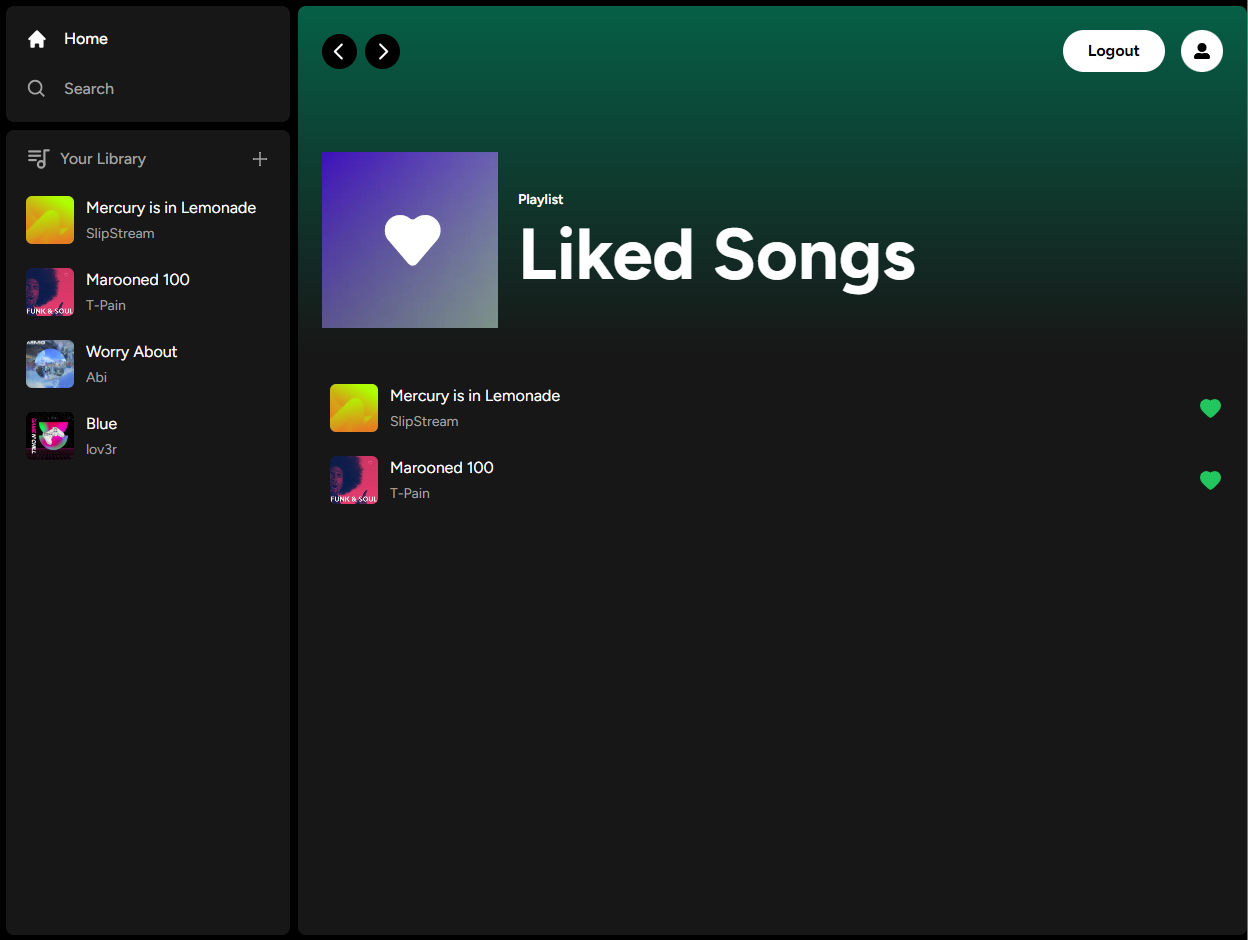 Home
Search
Your Library
Mercury is in Lemonade
SlipStream
Marooned 100
T-Pain
FUNK & SOUL
Worry About
Abi
Blue
lov3r
Logout
Playlist
Liked Songs
Mercury is in Lemonade
SlipStream
Marooned 100
T-Pain
FUNK & SOUL